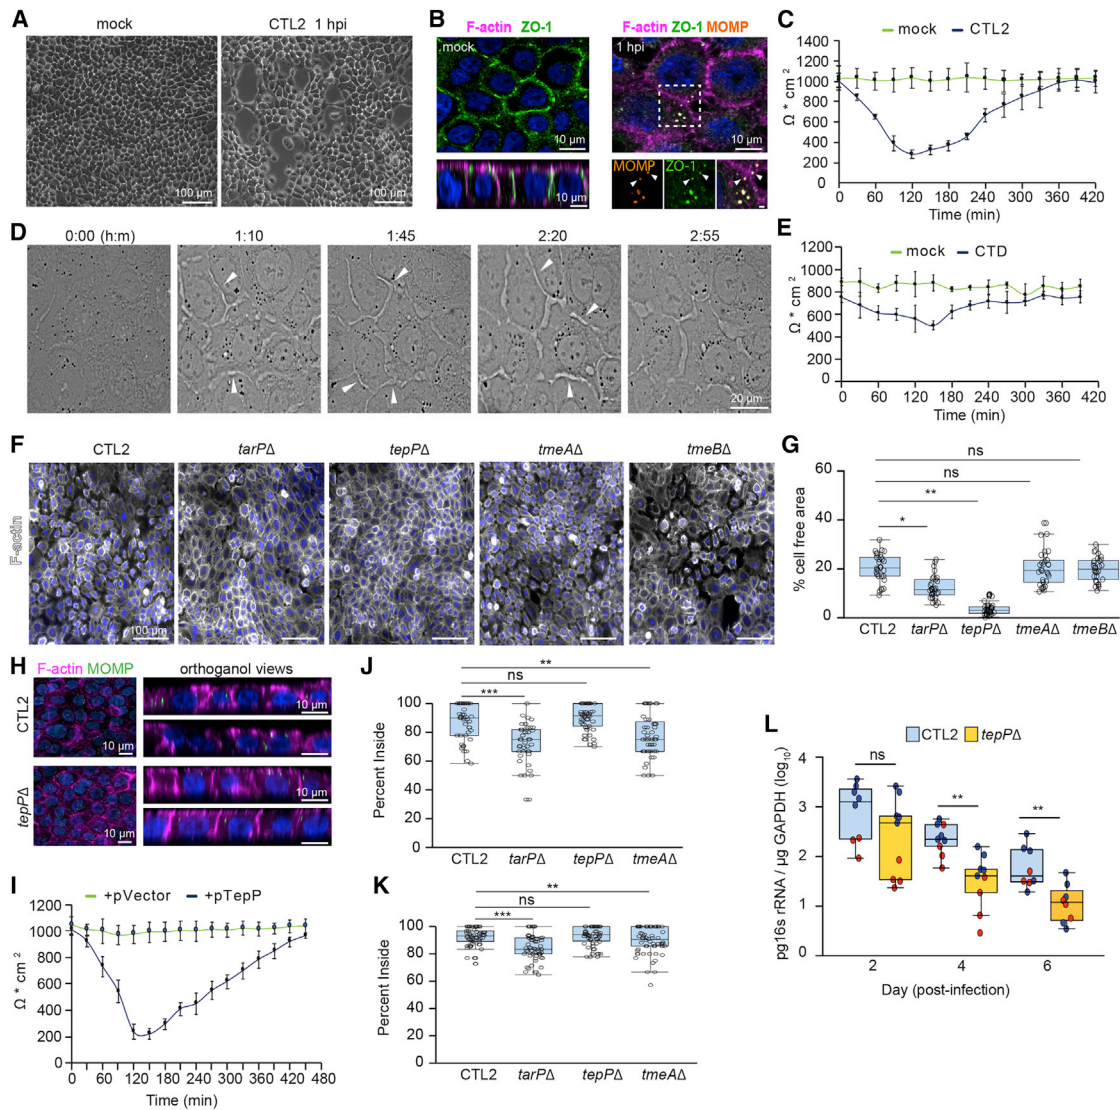 A
mock
CTL2 1 hpi
100 µm
100 µm
B
F-actin ZO-1
F-actin ZO-1 MOMP
mock
1 hpi
10 µm
10 µm
10 µm
MOMP
ZO-1
C
mock
CTL2
Ω * cm 2
1400
1200
1000
800
600
400
200
0
0 60 120 180 240 300 360 420
Time (min)
D
0:00 (h:m)
1:10
1:45
2:20
2:55
20 µm
E
mock
CTD
Ω * cm 2
1200
1000
800
600
400
200
0
0 60 120 180 240 300 360 420
Time (min)
F
CTL2
tarPΔ
tepPΔ
tmeAΔ
tmeBΔ
F-actin
100 µm
G
ns
ns
**
*
% cell free area
60
40
20
0
CTL2 tarPΔ tepPΔ tmeAΔ tmeBΔ
H
F-actin MOMP
orthoganol views
CTL2
10 µm
10 µm
tepPΔ
10 µm
10 µm
I
+pVector
+pTepP
Ω * cm 2
1200
1000
800
600
400
200
0
0 60 120 180 240 300 360 420 480
Time (min)
J
**
ns
***
Percent Inside
100
80
60
40
20
0
CTL2 tarPΔ tepPΔ tmeAΔ
K
**
ns
***
Percent Inside
100
80
60
40
20
0
CTL2 tarPΔ tepPΔ tmeAΔ
L
CTL2
tepPΔ
ns
**
**
pg16s rRNA / µg GAPDH (log10)
4
3
2
1
0
2 4 6
Day (post-infection)